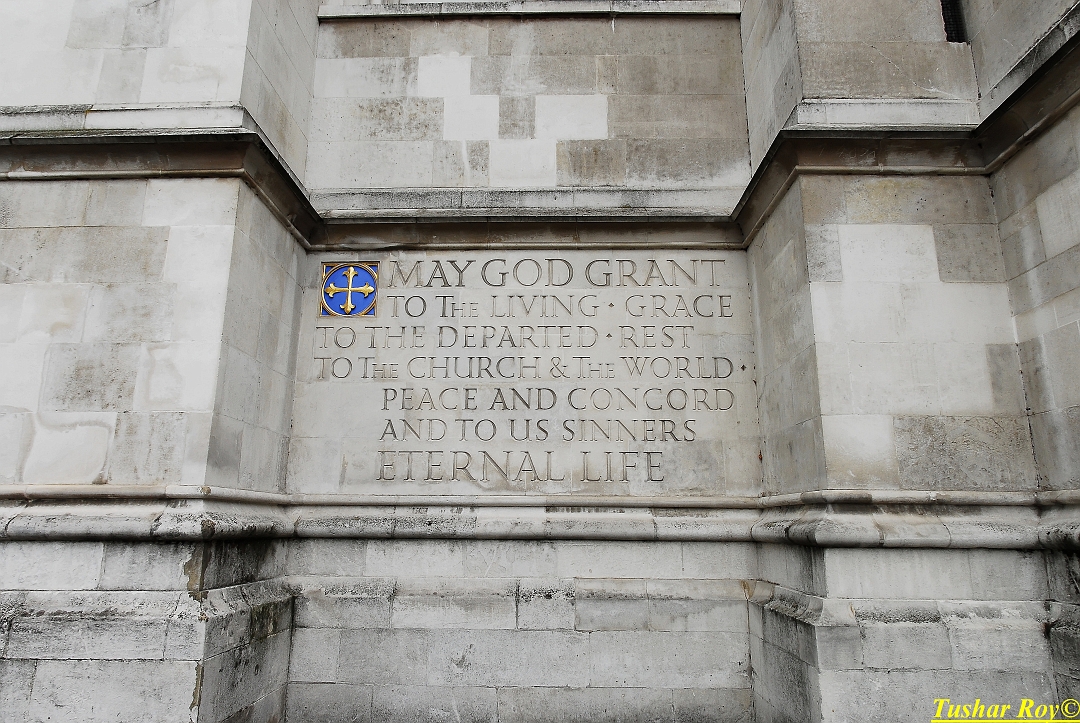 MAY GOD GRANT
TO THE LIVING · GRACE
TO THE DEPARTED · REST
TO THE CHURCH & THE WORLD ·
PEACE AND CONCORD
AND TO US SINNERS
ETERNAL LIFE
Tushar Roy©